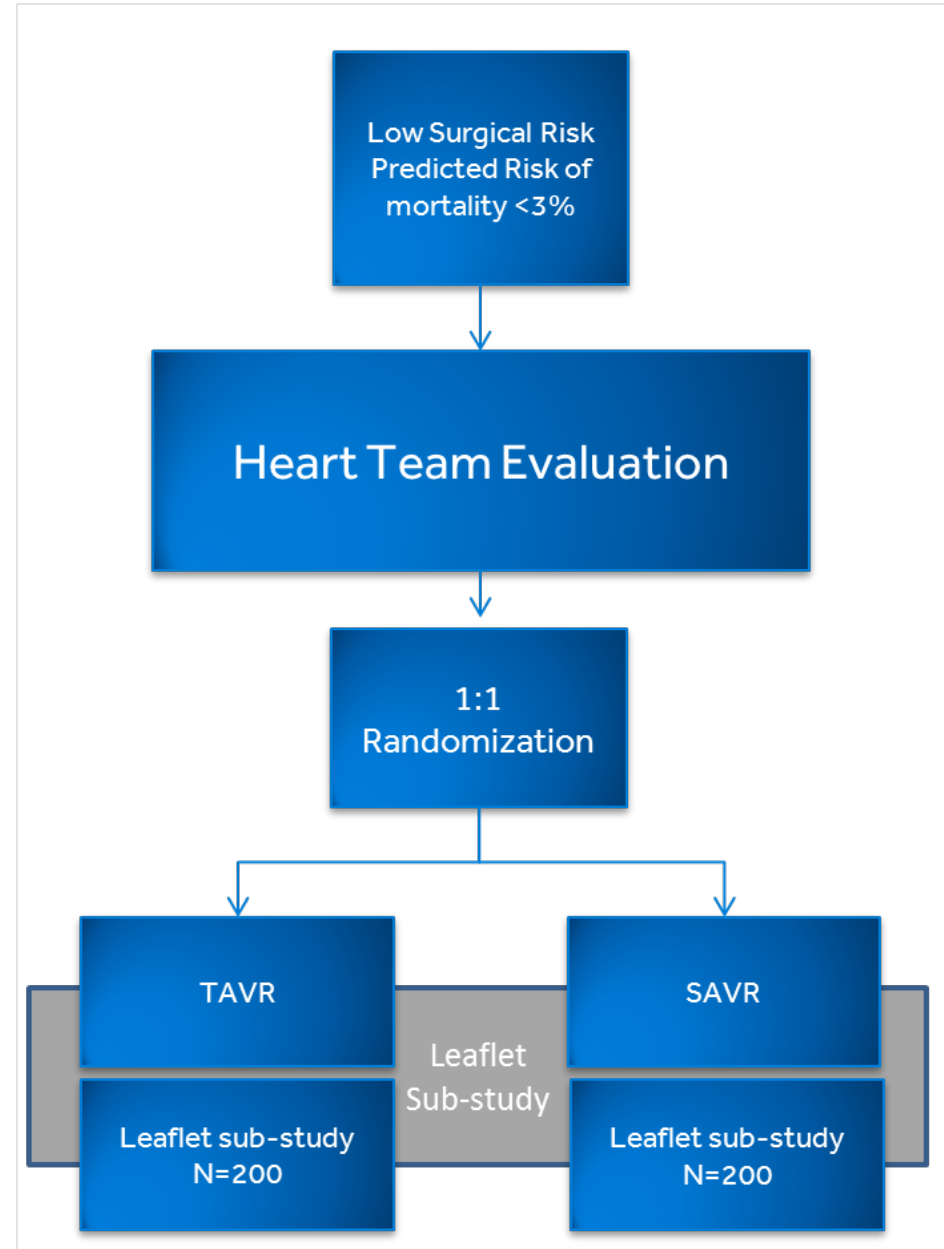 Low Surgical Risk
Predicted Risk of
mortality <3%
Heart Team Evaluation
1:1
Randomization
TAVR
SAVR
Leaflet
Sub-study
Leaflet sub-study
N=200
Leaflet sub-study
N=200